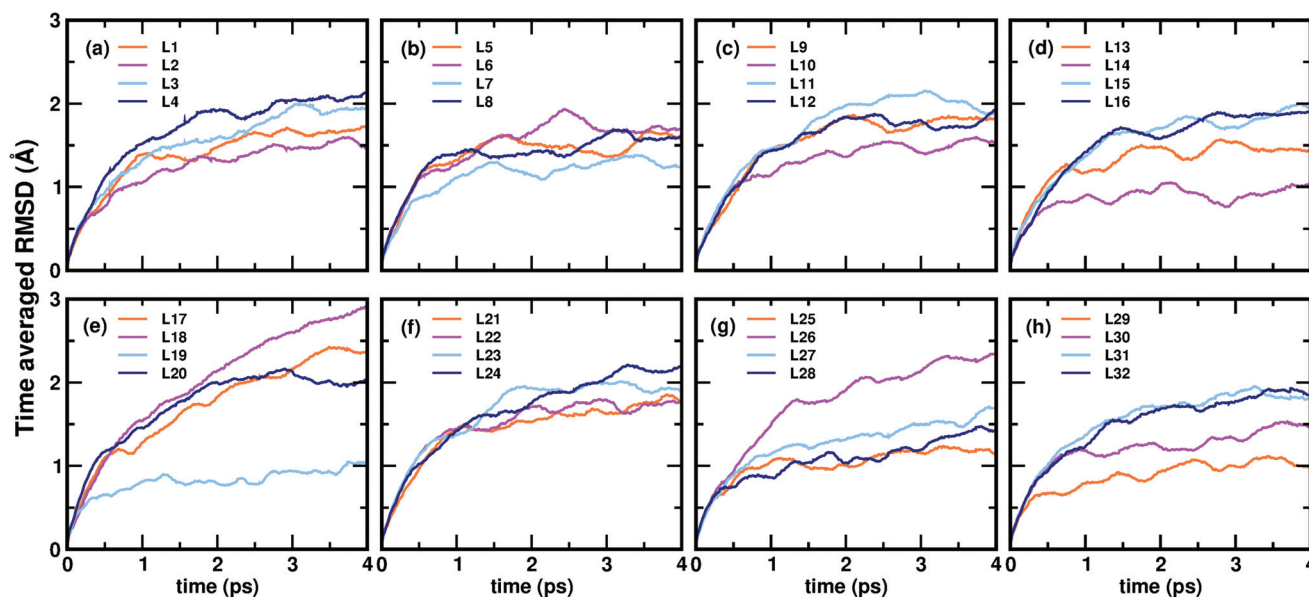 Time averaged RMSD (Å)
3
2
1
0
(a)
L1
L2
L3
L4
(b)
L5
L6
L7
L8
(c)
L9
L10
L11
L12
(d)
L13
L14
L15
L16
3
2
1
0
(e)
L17
L18
L19
L20
(f)
L21
L22
L23
L24
(g)
L25
L26
L27
L28
(h)
L29
L30
L31
L32
0 1 2 3 4
0 1 2 3 4
0 1 2 3 4
0 1 2 3 4
time (ps)
time (ps)
time (ps)
time (ps)